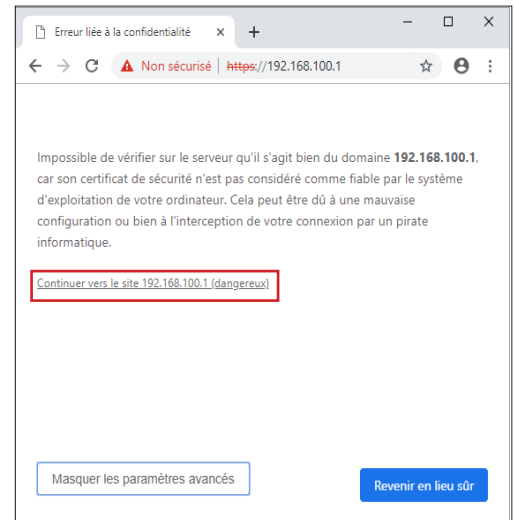 Erreur liée à la confidentialité
Non sécurisé | https://192.168.100.1
Impossible de vérifier sur le serveur qu'il s'agit bien du domaine 192.168.100.1,
car son certificat de sécurité n'est pas considéré comme fiable par le système
d'exploitation de votre ordinateur. Cela peut être dû à une mauvaise
configuration ou bien à l'interception de votre connexion par un pirate
informatique.
Continuer vers le site 192.168.100.1 (dangereux)
Masquer les paramètres avancés
Revenir en lieu sûr